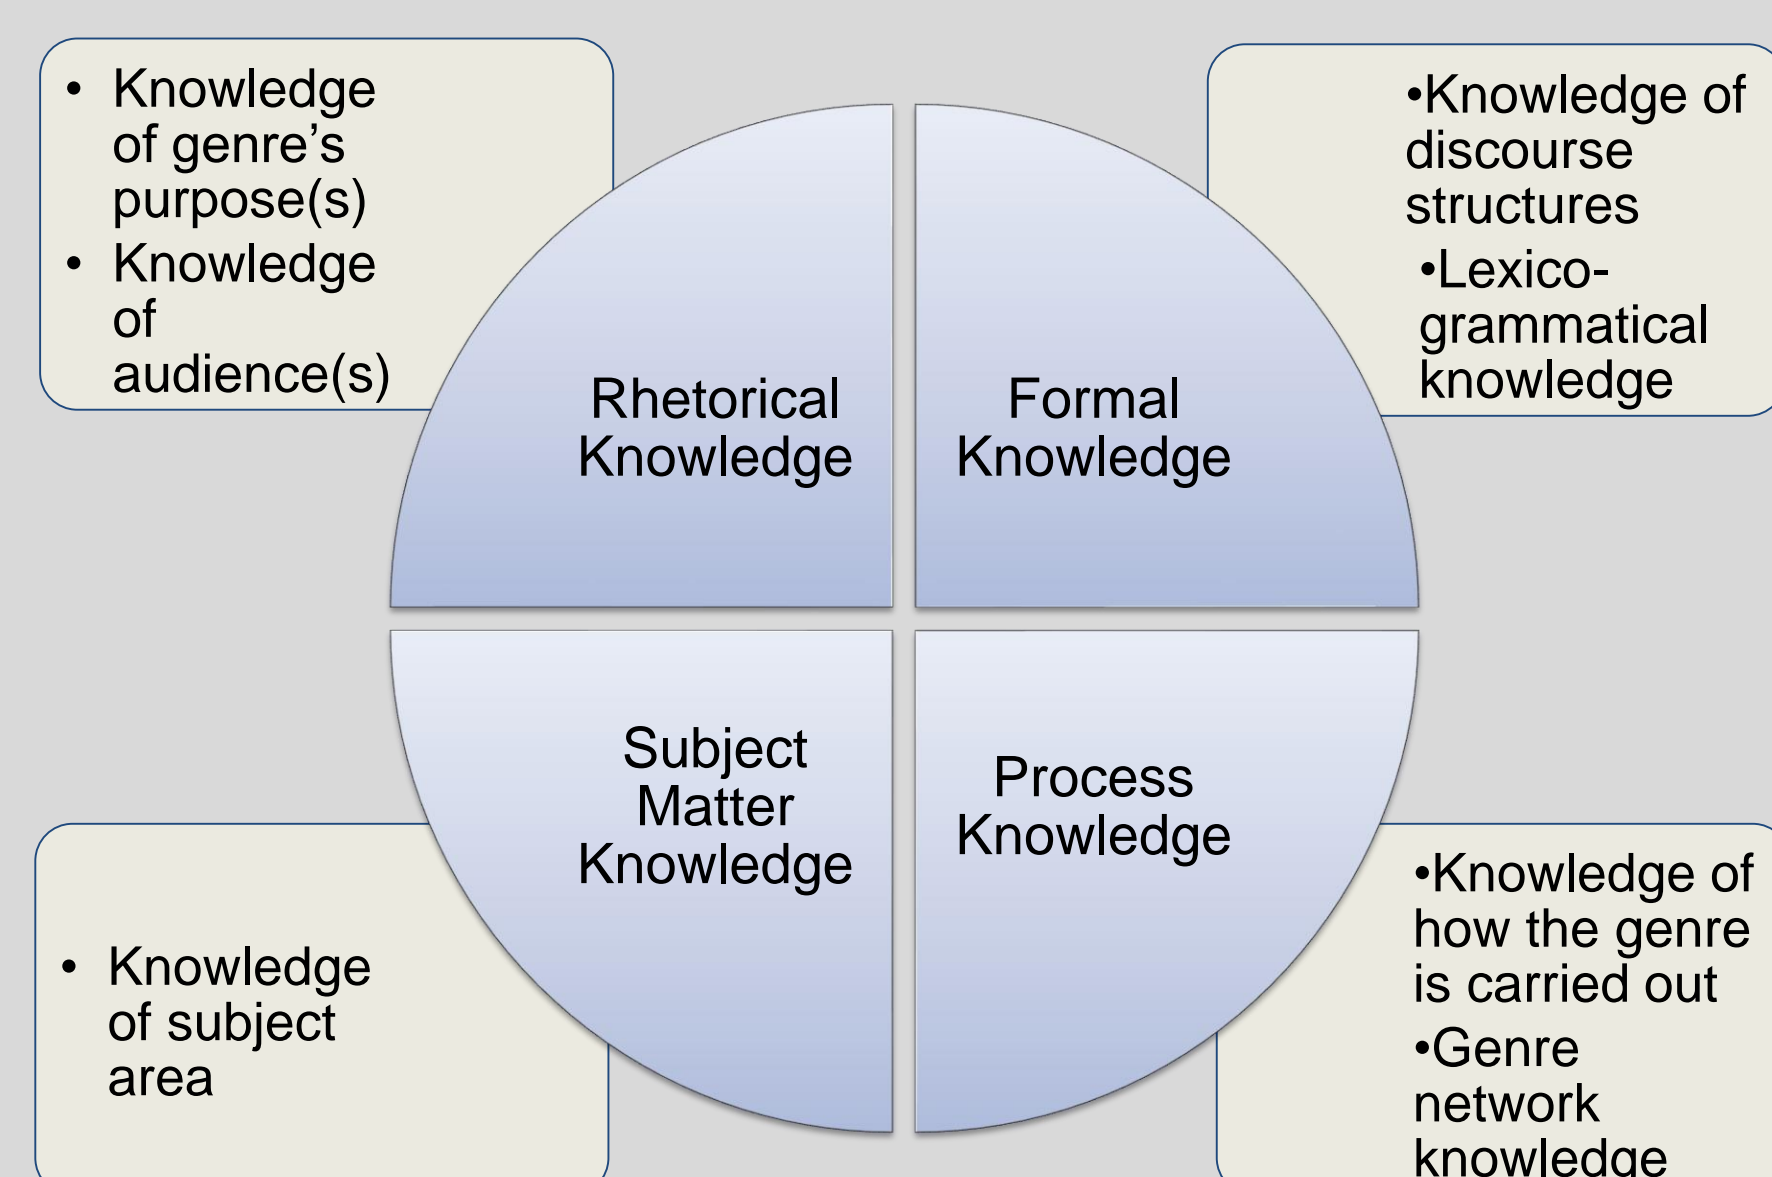 • Knowledge
of genre’s
purpose(s)
• Knowledge
of
audience(s)
•Knowledge of
discourse
structures
•Lexico-
grammatical
knowledge
Rhetorical
Knowledge
Formal
Knowledge
Subject
Matter
Knowledge
Process
Knowledge
• Knowledge
of subject
area
•Knowledge of
how the genre
is carried out
•Genre
network
knowledge